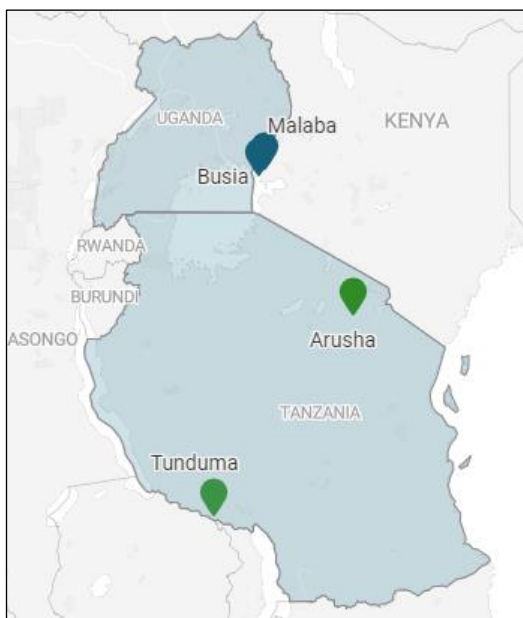 UGANDA
Malaba
KENYA
Busia
RWANDA
BURUNDI
ASONGO
Arusha
TANZANIA
Tunduma